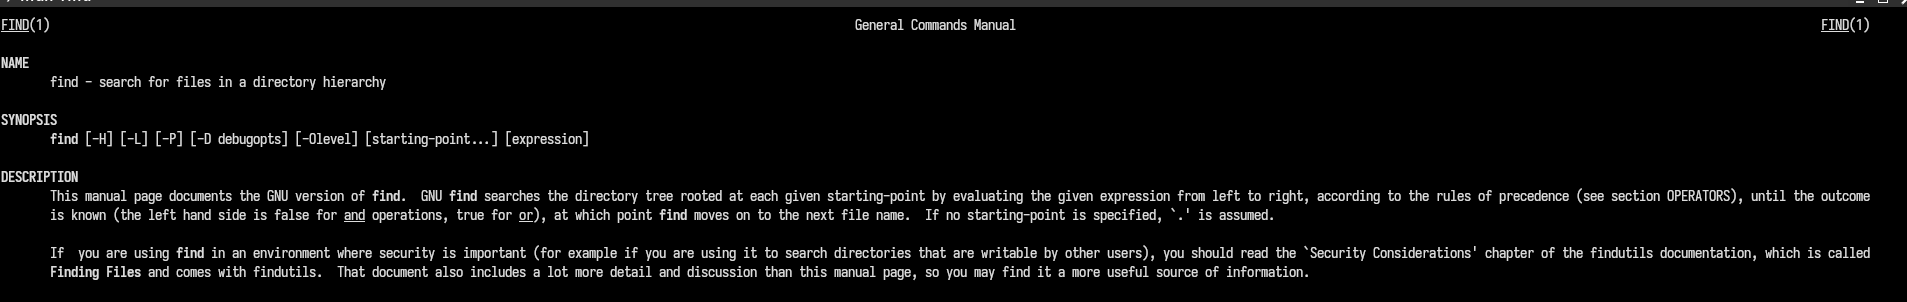 FIND(1) General Commands Manual FIND(1)
NAME
find - search for files in a directory hierarchy
SYNOPSIS
find [-H] [-L] [-P] [-D debugopts] [-Olevel] [starting-point...] [expression]
DESCRIPTION
This manual page documents the GNU version of find.  GNU find searches the directory tree rooted at each given starting-point by evaluating the given expression from left to right, according to the rules of precedence (see section OPERATORS), until the outcome
is known (the left hand side is false for and operations, true for or), at which point find moves on to the next file name.  If no starting-point is specified, `.' is assumed.
If  you are using find in an environment where security is important (for example if you are using it to search directories that are writable by other users), you should read the `Security Considerations' chapter of the findutils documentation, which is called
Finding Files and comes with findutils.  That document also includes a lot more detail and discussion than this manual page, so you may find it a more useful source of information.